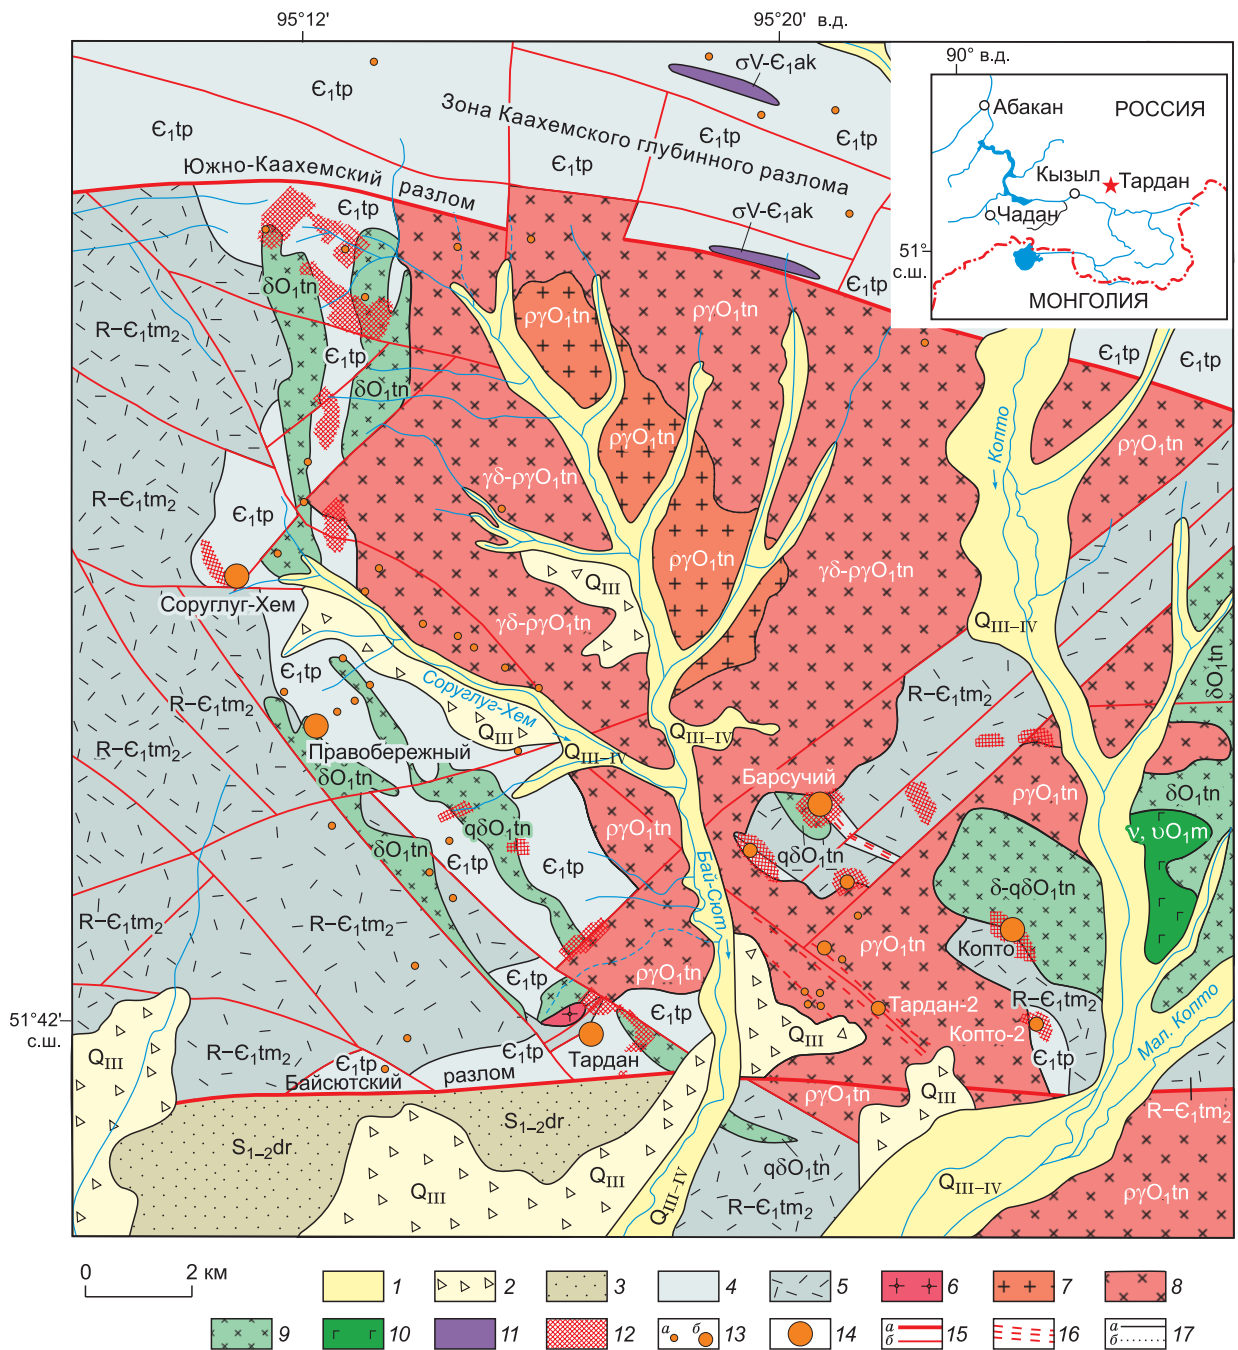 95°12'
95°20' в.д.
90° в.д.
Абакан
РОССИЯ
Кызыл
Тардан
Чадан
51°
с.ш.
МОНГОЛИЯ
σV–Є₁ak
Є₁tp
Зона Каахемского глубинного разлома
Є₁tp
Є₁tp
Є₁tp
Є₁tp
Южно-Каахемский разлом
Є₁tp
σV–Є₁ak
Є₁tp
δO₁tn
ργO₁tn
ργO₁tn
R–Є₁tm₂
Є₁tp
Є₁tp
Є₁tp
δO₁tn
Копто
ργO₁tn
ργO₁tn
γδ-ργO₁tn
R–Є₁tm₂
Є₁tp
ργO₁tn
γδ-ργO₁tn
QIII
Соруглуг-Хем
γδ-ργO₁tn
QIII–IV
Є₁tp
δO₁tn
Соруглуг-Хем
R–Є₁tm₂
R–Є₁tm₂
QIII
QIII–IV
R–Є₁tm₂
Правобережный
QIII–IV
δO₁tn
Барсучий
ργO₁tn
δO₁tn
qδO₁tn
ργO₁tn
ν, υO₁m
δO₁tn
Є₁tp
Є₁tp
qδO₁tn
Бай-Сют
δ-qδO₁tn
R–Є₁tm₂
R–Є₁tm₂
ργO₁tn
Копто
Є₁tp
ργO₁tn
R–Є₁tm₂
Тардан-2
51°42'
с.ш.
Є₁tp
Копто-2
Мал. Копто
QIII
R–Є₁tm₂
Є₁tp
Тардан
QIII
Є₁tp
Є₁tp
Байсютский разлом
ργO₁tn
QIII
R–Є₁tm₂
S₁₋₂dr
S₁₋₂dr
qδO₁tn
QIII
QIII
QIII–IV
R–Є₁tm₂
QIII–IV
ργO₁tn
0 2 км
1 2 3 4 5 6 7 8
9 10 11 12 а б 13 14 а б 15 16 а б 17